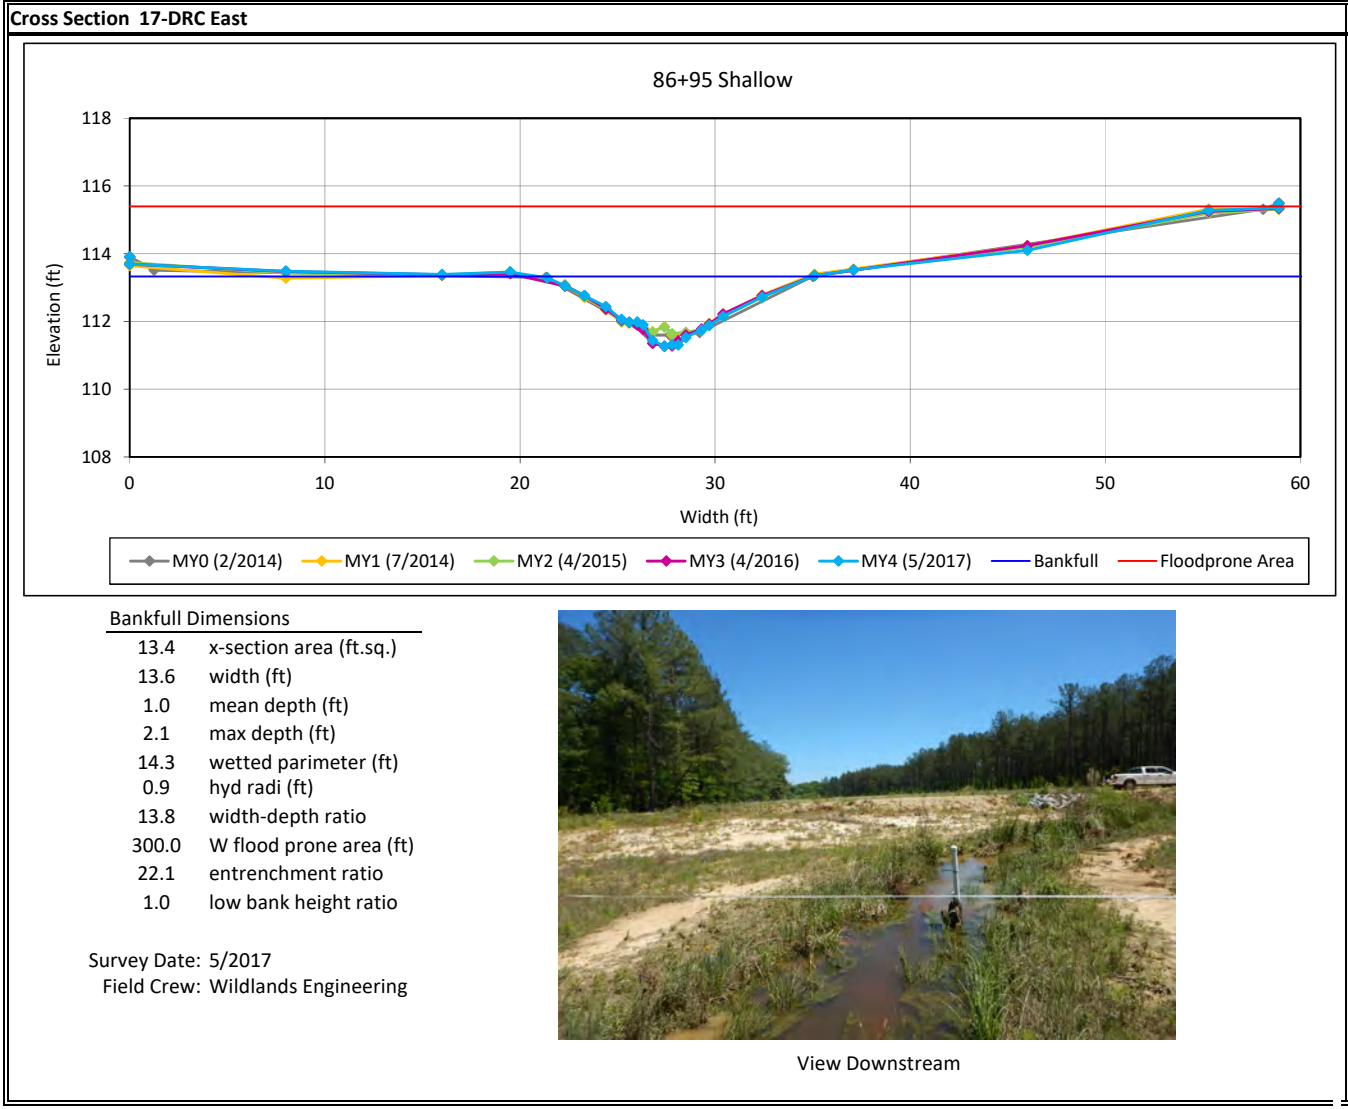 Cross Section 17-DRC East
86+95 Shallow
118
116
114
112
110
108
Elevation (ft)
0 10 20 30 40 50 60
Width (ft)
MY0 (2/2014) MY1 (7/2014) MY2 (4/2015) MY3 (4/2016) MY4 (5/2017) Bankfull Floodprone Area
Bankfull Dimensions
13.4 x-section area (ft.sq.)
13.6 width (ft)
1.0 mean depth (ft)
2.1 max depth (ft)
14.3 wetted parimeter (ft)
0.9 hyd radi (ft)
13.8 width-depth ratio
300.0 W flood prone area (ft)
22.1 entrenchment ratio
1.0 low bank height ratio
Survey Date: 5/2017
Field Crew: Wildlands Engineering
View Downstream